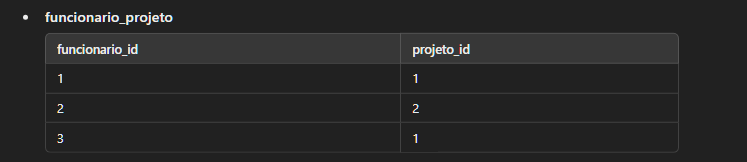 funcionario_projeto
funcionario_id projeto_id
1 1
2 2
3 1